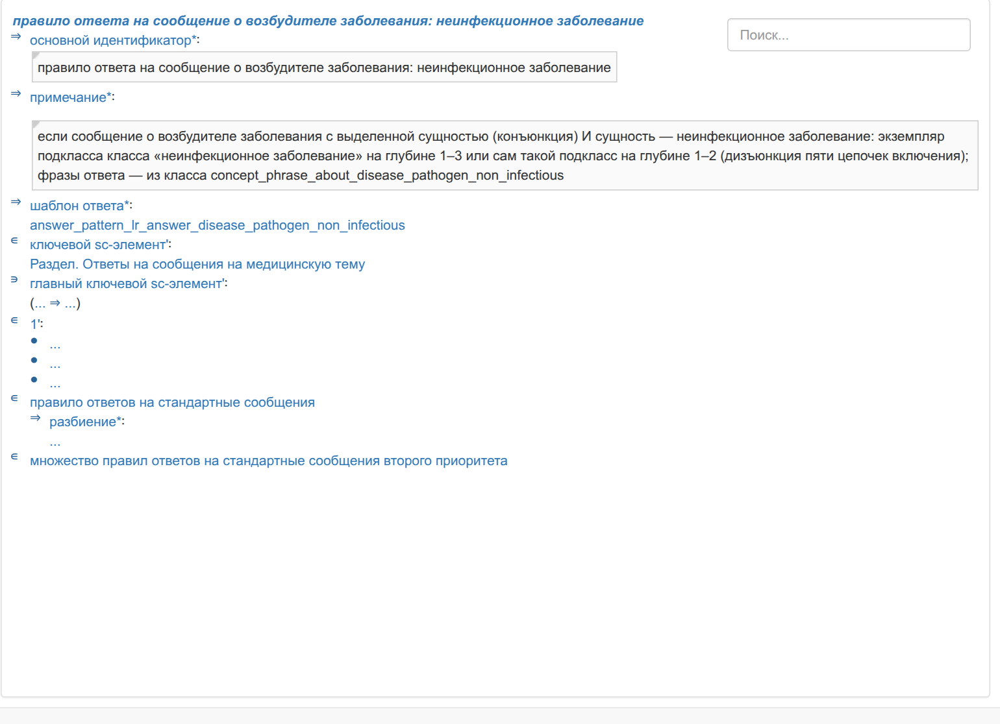 правило ответа на сообщение о возбудителе заболевания: неинфекционное заболевание
Поиск...
⇒ основной идентификатор*:
правило ответа на сообщение о возбудителе заболевания: неинфекционное заболевание
⇒ примечание*:
если сообщение о возбудителе заболевания с выделенной сущностью (конъюнкция) И сущность — неинфекционное заболевание: экземпляр
подкласса класса «неинфекционное заболевание» на глубине 1–3 или сам такой подкласс на глубине 1–2 (дизъюнкция пяти цепочек включения);
фразы ответа — из класса concept_phrase_about_disease_pathogen_non_infectious
⇒ шаблон ответа*:
answer_pattern_lr_answer_disease_pathogen_non_infectious
∈ ключевой sc-элемент':
Раздел. Ответы на сообщения на медицинскую тему
∋ главный ключевой sc-элемент':
(... ⇒ ...)
∈ 1':
● ...
● ...
● ...
∈ правило ответов на стандартные сообщения
⇒ разбиение*:
...
∈ множество правил ответов на стандартные сообщения второго приоритета